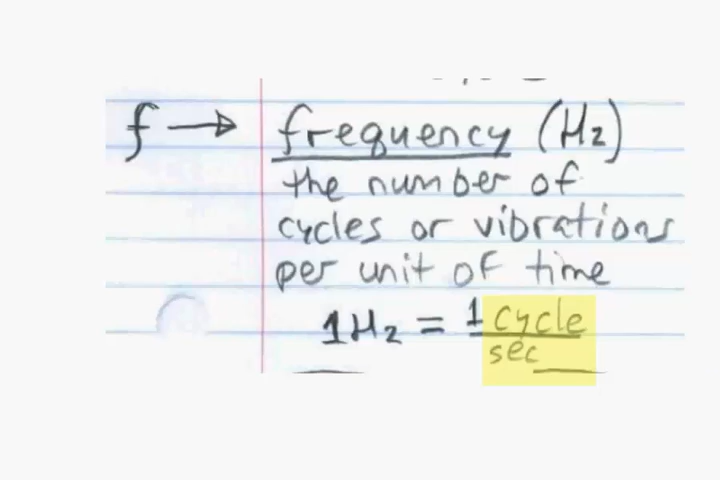 f → frequency (Hz)
the number of
cycles or vibrations
per unit of time
1Hz = 1 cycle
sec